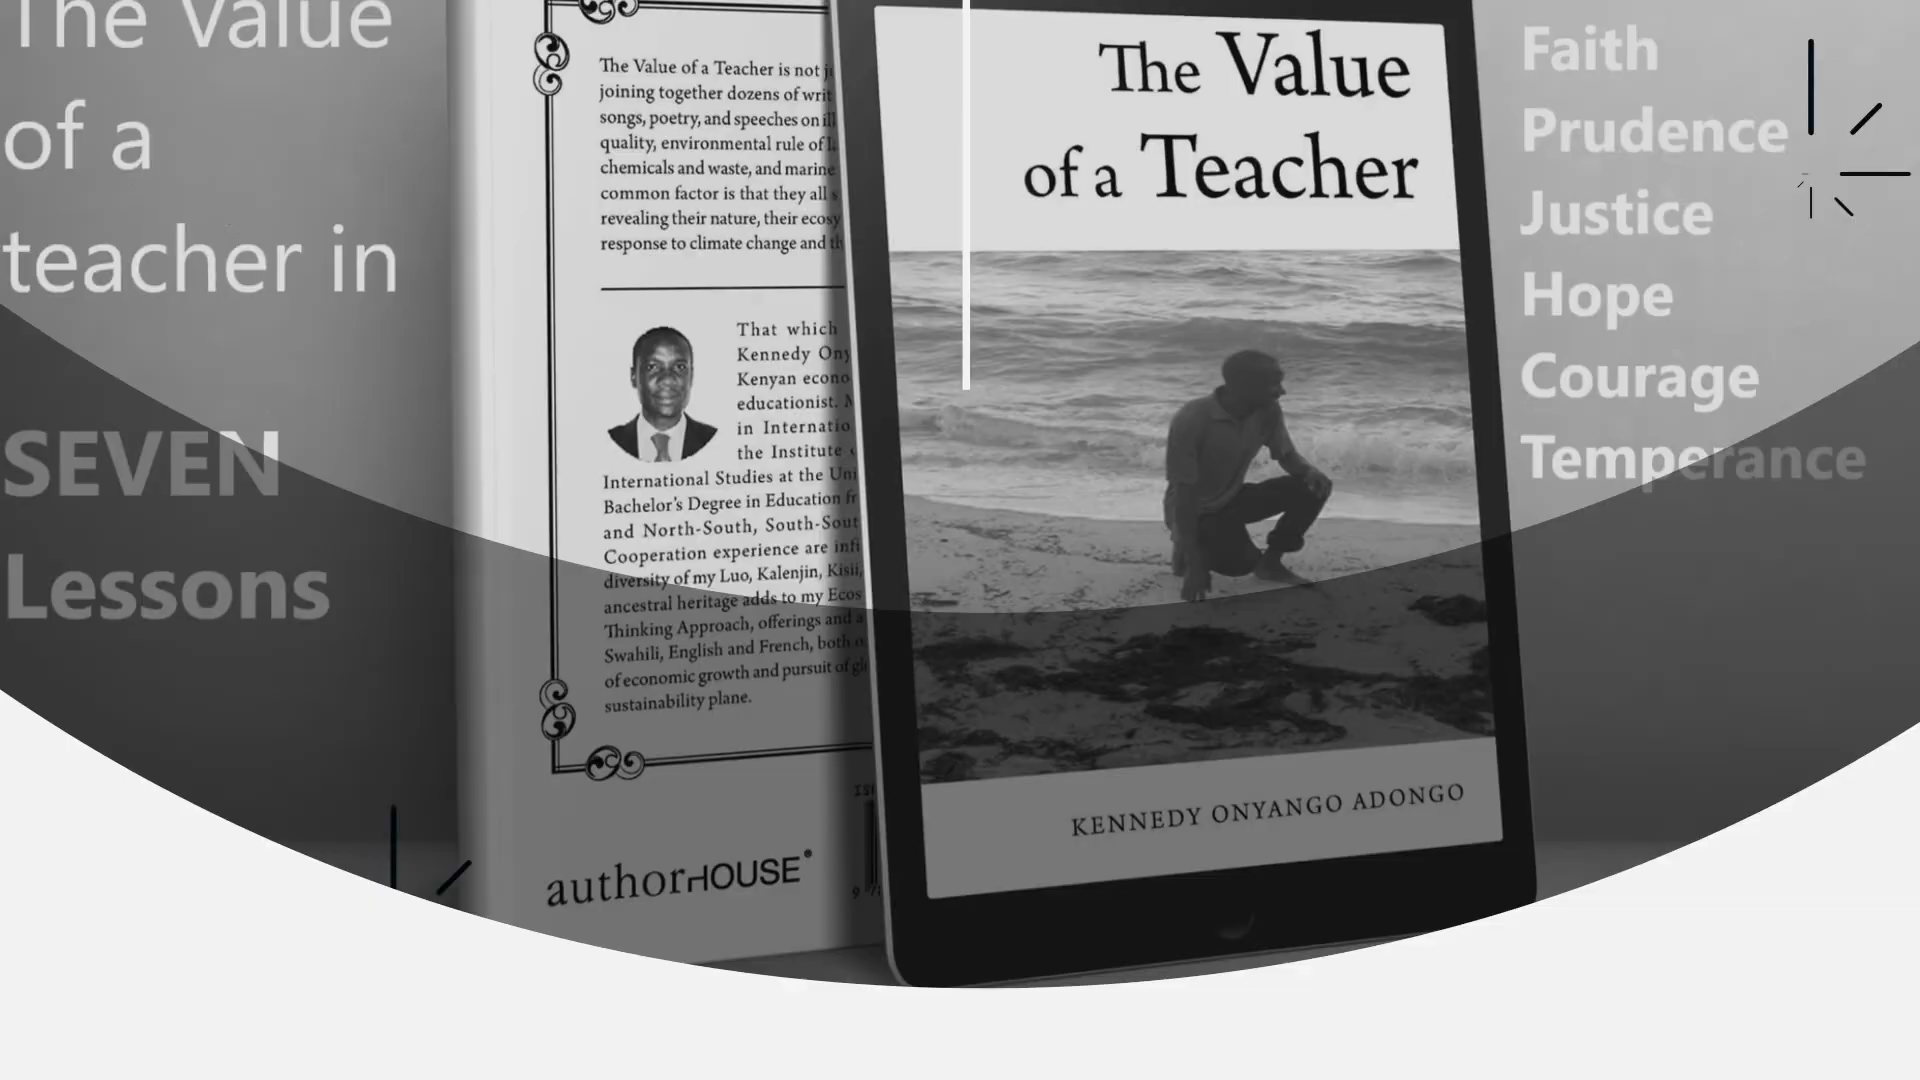 The Value
of a
teacher in
SEVEN
Lessons
The Value of a Teacher is not
joining together dozens of writ
songs, poetry, and speeches on ill
quality, environmental rule of
chemicals and waste, and marine
common factor is that they all
revealing their nature, their ecosy
response to climate change and th
That which
Kennedy Ony
Kenyan econo
educationist.
in Internatio
the Institute
International Studies at the Uni
Bachelor's Degree in Education fr
and North-South, South-Sout
Cooperation experience are infi
diversity of my Luo, Kalenjin, Kisii,
ancestral heritage adds to my Ecos
Thinking Approach, offerings and a
Swahili, English and French, both
of economic growth and pursuit of gl
sustainability plane.
authorHOUSE®
The Value
of a Teacher
KENNEDY ONYANGO ADONGO
Faith
Prudence
Justice
Hope
Courage
Temperance